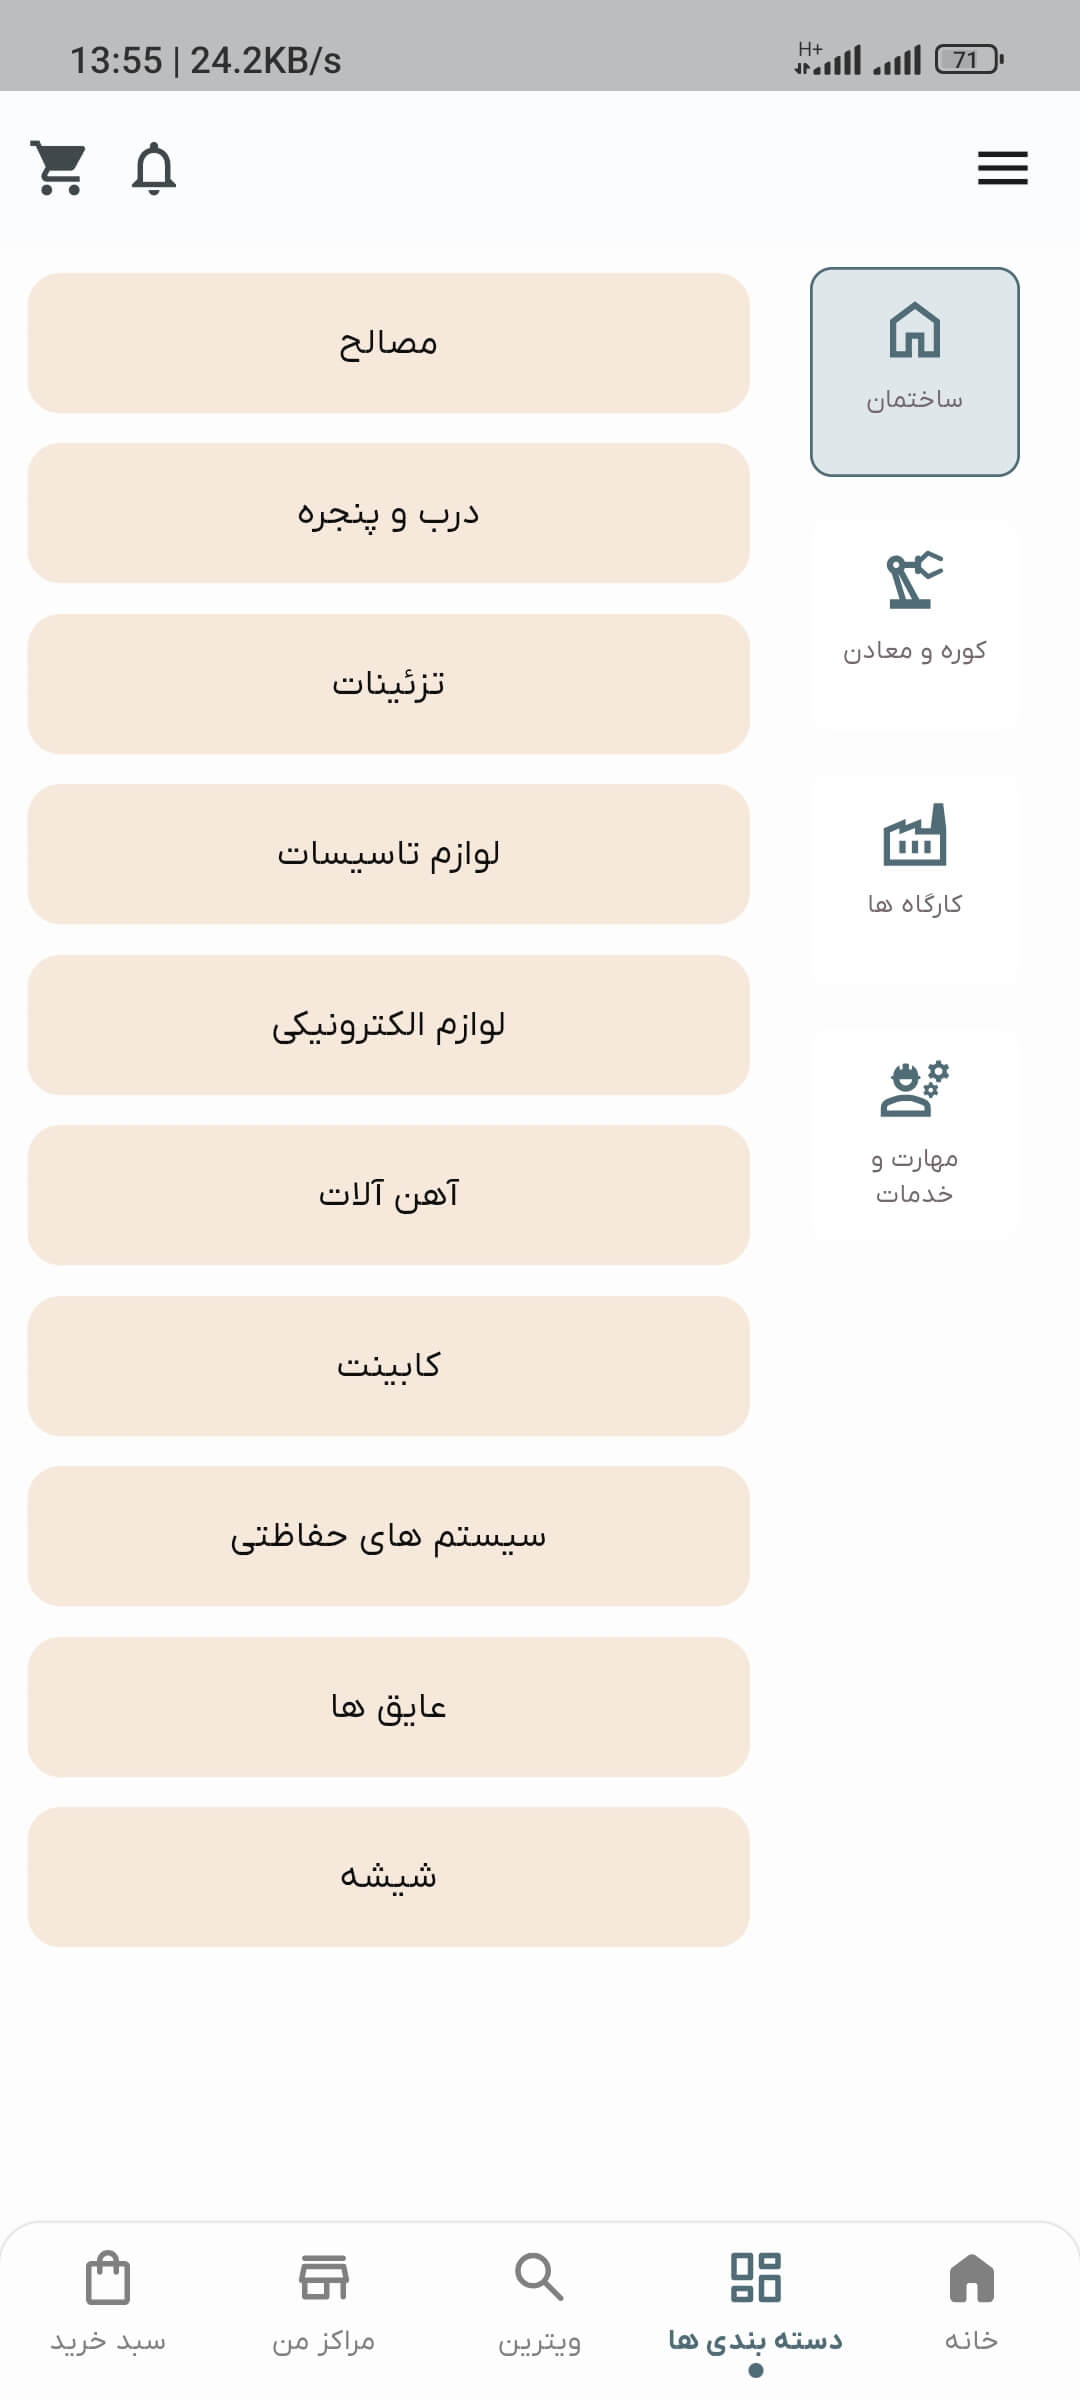 13:55 | 24.2KB/s
H+
71
ساختمان
کوره و معادن
کارگاه ها
مهارت و
خدمات
مصالح
درب و پنجره
تزئینات
لوازم تاسیسات
لوازم الکترونیکی
آهن آلات
کابینت
سیستم های حفاظتی
عایق ها
شیشه
خانه
دسته بندی ها
ویترین
مراکز من
سبد خرید